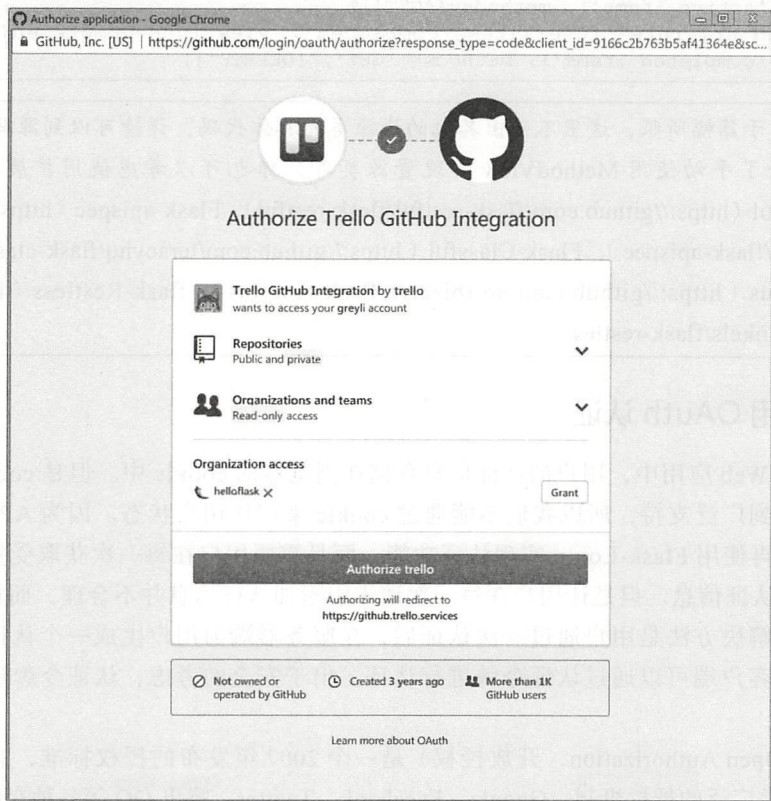 Authorize application - Google Chrome
GitHub, Inc. [US] | https://github.com/login/oauth/authorize?response_type=code&client_id=9166c2b763b5af41364e&sc...
Authorize Trello GitHub Integration
Trello GitHub Integration by trello
wants to access your greyli account
Repositories
Public and private
Organizations and teams
Read-only access
Organization access
helloflask
Grant
Authorize trello
Authorizing will redirect to
https://github.trello.services
Not owned or
operated by GitHub
Created 3 years ago
More than 1K
GitHub users
Learn more about OAuth